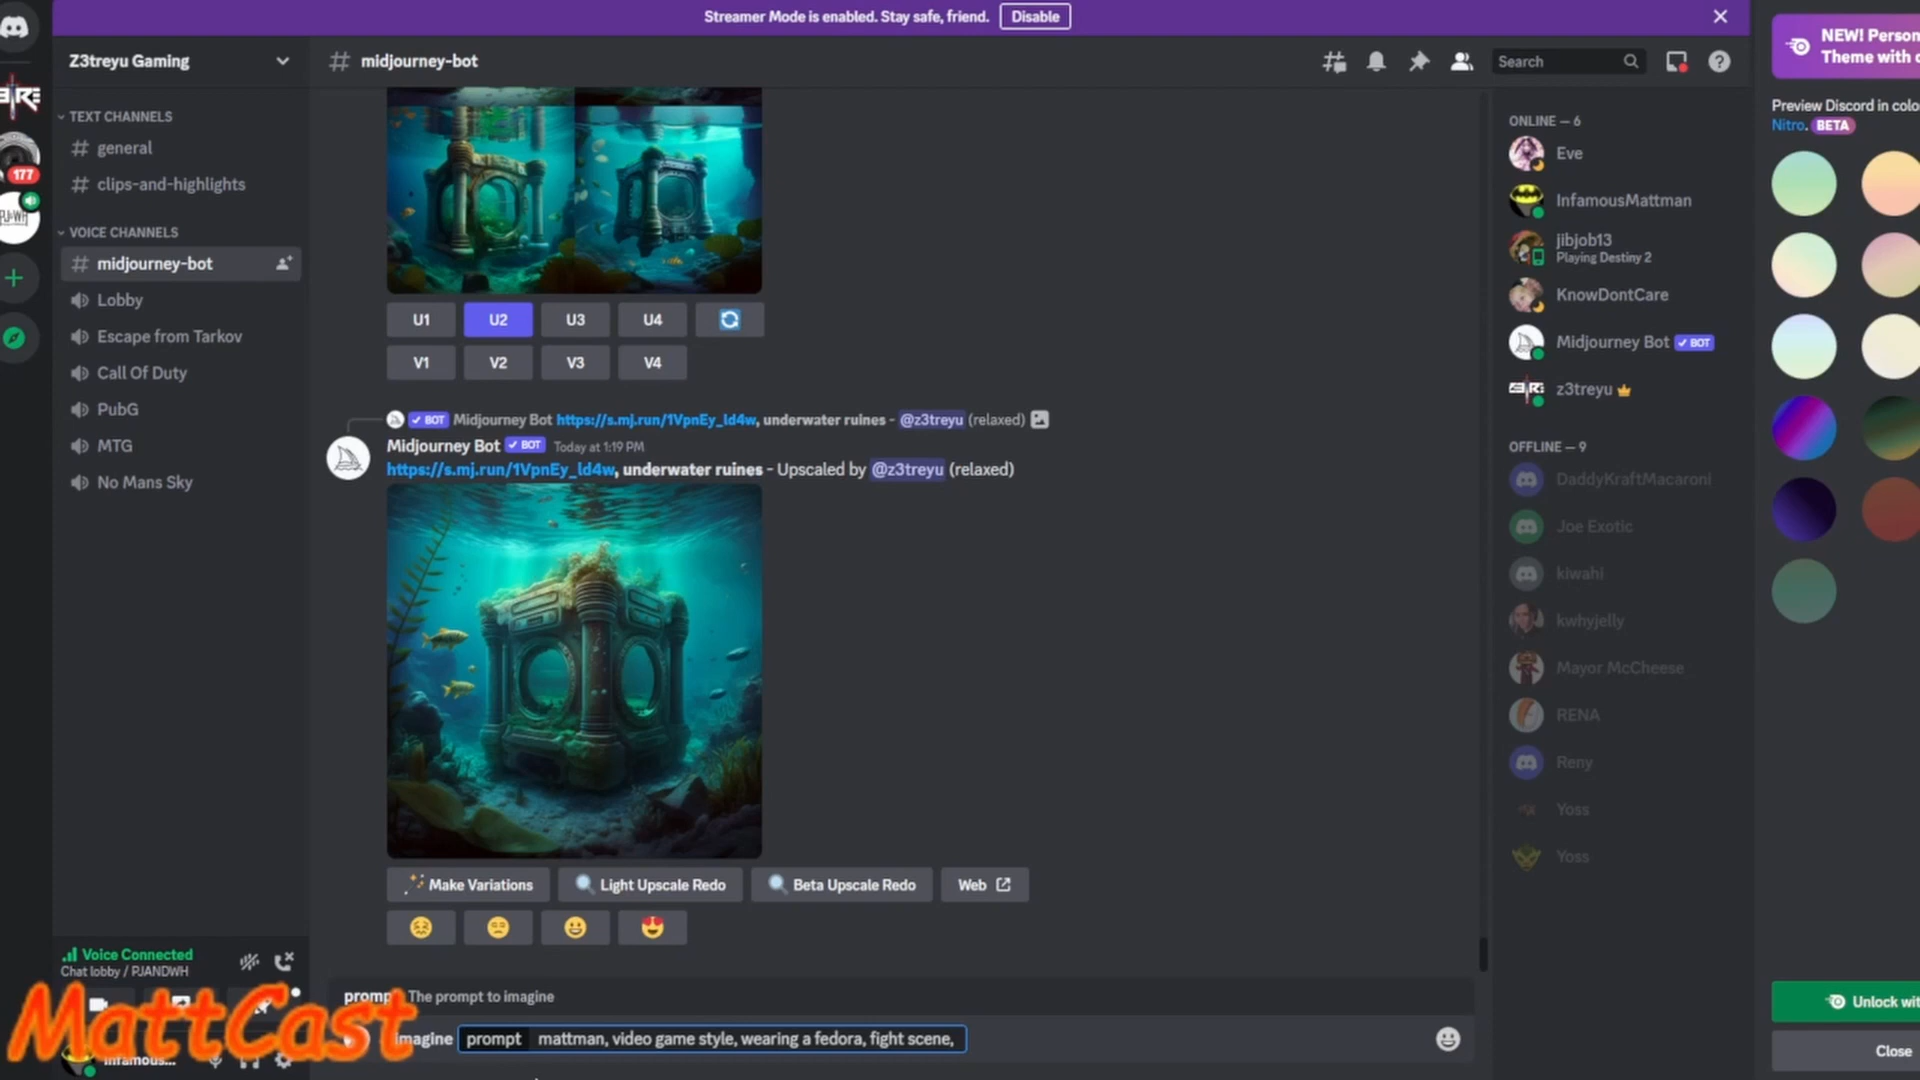 Streamer Mode is enabled. Stay safe, friend. Disable
Z3treyu Gaming
midjourney-bot
Search
NEW! Person
Theme with c
TEXT CHANNELS
general
clips-and-highlights
177
VOICE CHANNELS
midjourney-bot
Lobby
Escape from Tarkov
Call Of Duty
PubG
MTG
No Mans Sky
U1 U2 U3 U4
V1 V2 V3 V4
BOT Midjourney Bot https://s.mj.run/1VpnEy_ld4w, underwater ruines - @z3treyu (relaxed)
Midjourney Bot BOT Today at 1:19 PM
https://s.mj.run/1VpnEy_ld4w, underwater ruines - Upscaled by @z3treyu (relaxed)
Make Variations Light Upscale Redo Beta Upscale Redo Web
prompt The prompt to imagine
imagine prompt mattman, video game style, wearing a fedora, fight scene,
Voice Connected
Chat lobby / PJANDWH
MattCast
Infamous...
ONLINE — 6
Eve
InfamousMattman
jibjob13
Playing Destiny 2
KnowDontCare
Midjourney Bot BOT
z3treyu
OFFLINE — 9
DaddyKraftMacaroni
Joe Exotic
kiwahi
kwhyjelly
Mayor McCheese
RENA
Reny
Yoss
Yoss
Preview Discord in colo
Nitro. BETA
Unlock wit
Close